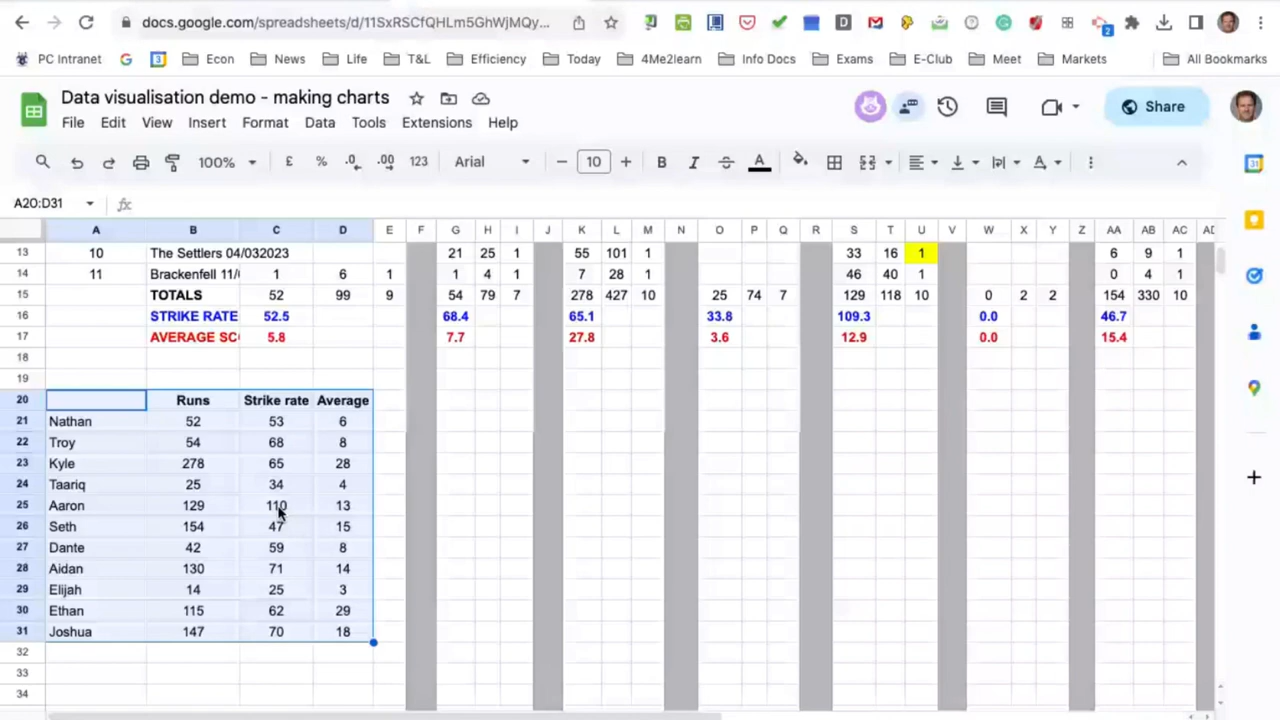 docs.google.com/spreadsheets/d/11SxRSCfQHLm5GhWjMQy...
PC Intranet Econ News Life T&L Efficiency Today 4Me2learn Info Docs Exams E-Club Meet Markets All Bookmarks
Data visualisation demo - making charts
File Edit View Insert Format Data Tools Extensions Help
Share
100% £ % .0 .00 123 Arial 10 B I A A
A20:D31 fx
A B C D E F G H I J K L M N O P Q R S T U V W X Y Z AA AB AC AD
13 10 The Settlers 04/032023 21 25 1 55 101 1 33 16 1 6 9 1
14 11 Brackenfell 11/ 1 6 1 1 4 1 7 28 1 46 40 1 0 4 1
15 TOTALS 52 99 9 54 79 7 278 427 10 25 74 7 129 118 10 0 2 2 154 330 10
16 STRIKE RATE 52.5 68.4 65.1 33.8 109.3 0.0 46.7
17 AVERAGE SC 5.8 7.7 27.8 3.6 12.9 0.0 15.4
18
19
20 Runs Strike rate Average
21 Nathan 52 53 6
22 Troy 54 68 8
23 Kyle 278 65 28
24 Taariq 25 34 4
25 Aaron 129 110 13
26 Seth 154 47 15
27 Dante 42 59 8
28 Aidan 130 71 14
29 Elijah 14 25 3
30 Ethan 115 62 29
31 Joshua 147 70 18
32
33
34